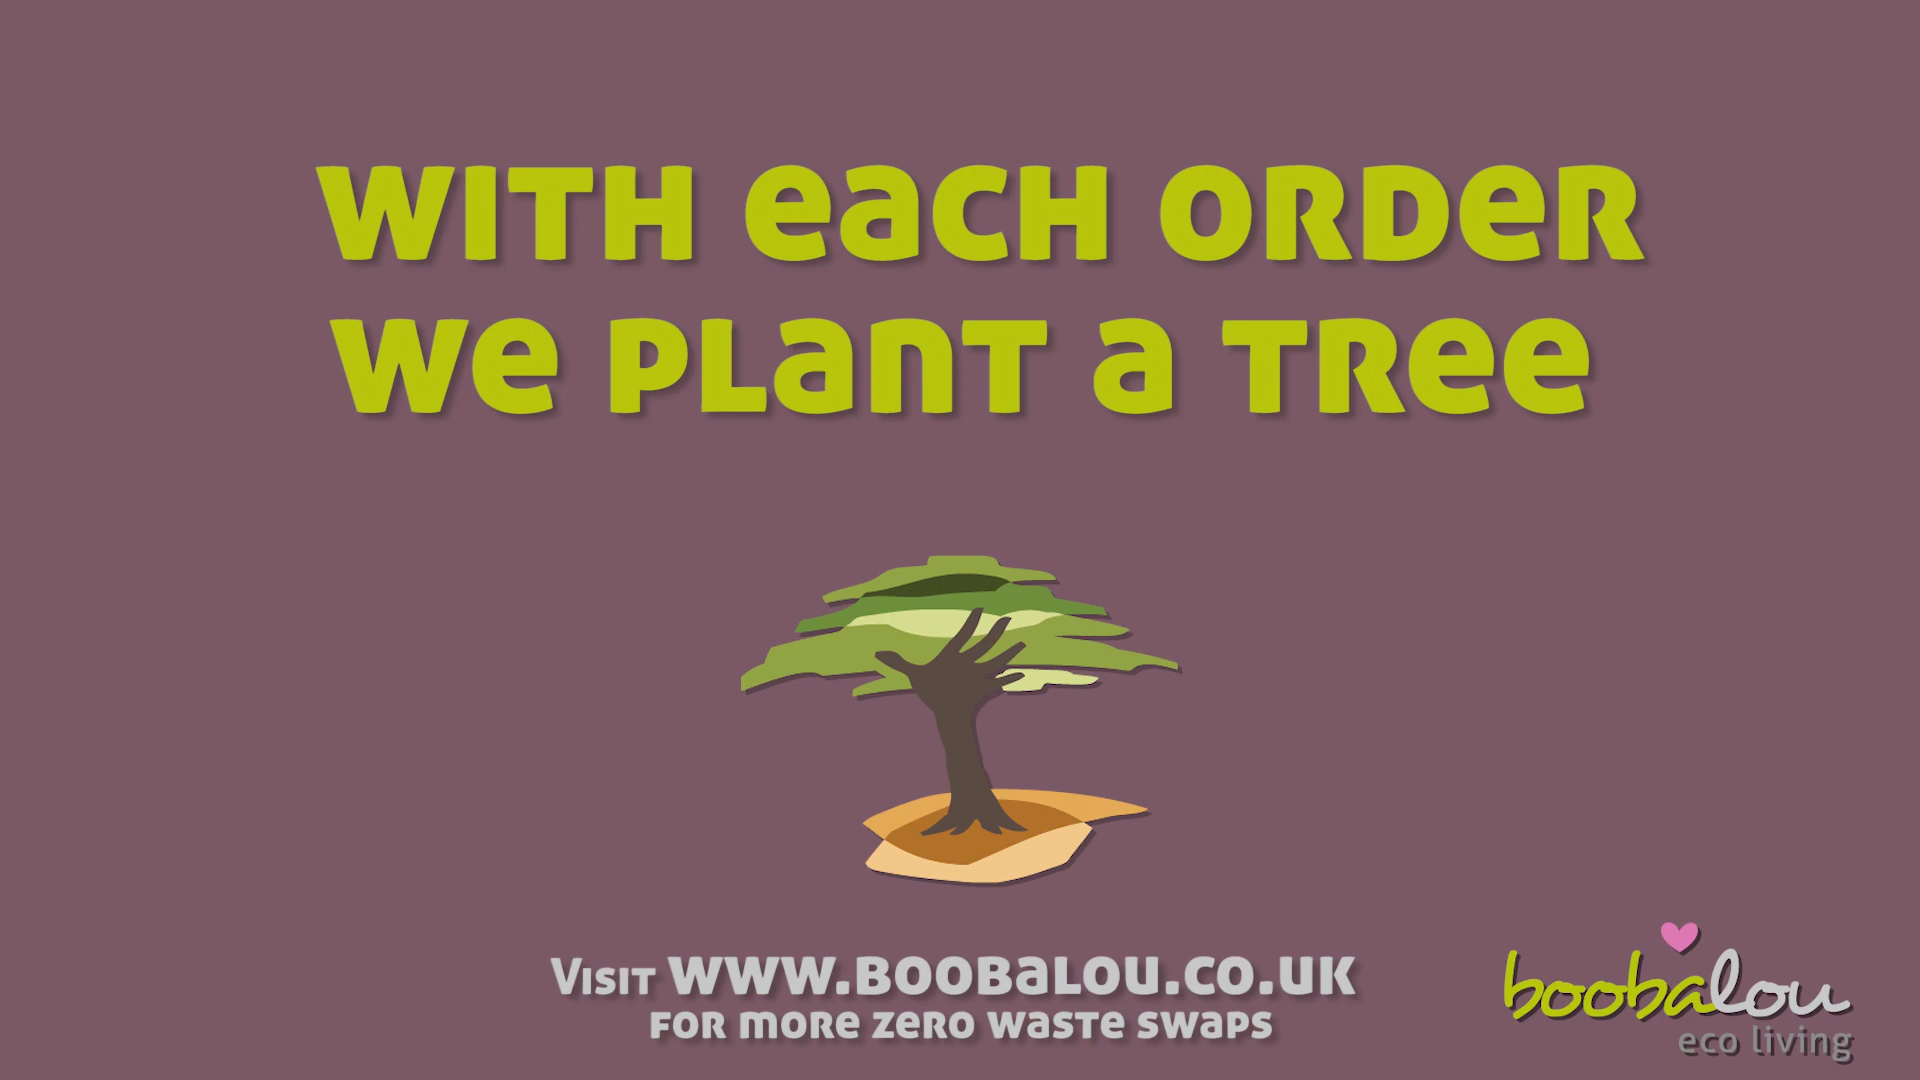 WITH eaCH ORDeR
we PLanT a TRee
VISIT www.BOOBaLOU.CO.UK
FOR MORe ZeRO waSTe SwaPS
boobalou
eco living